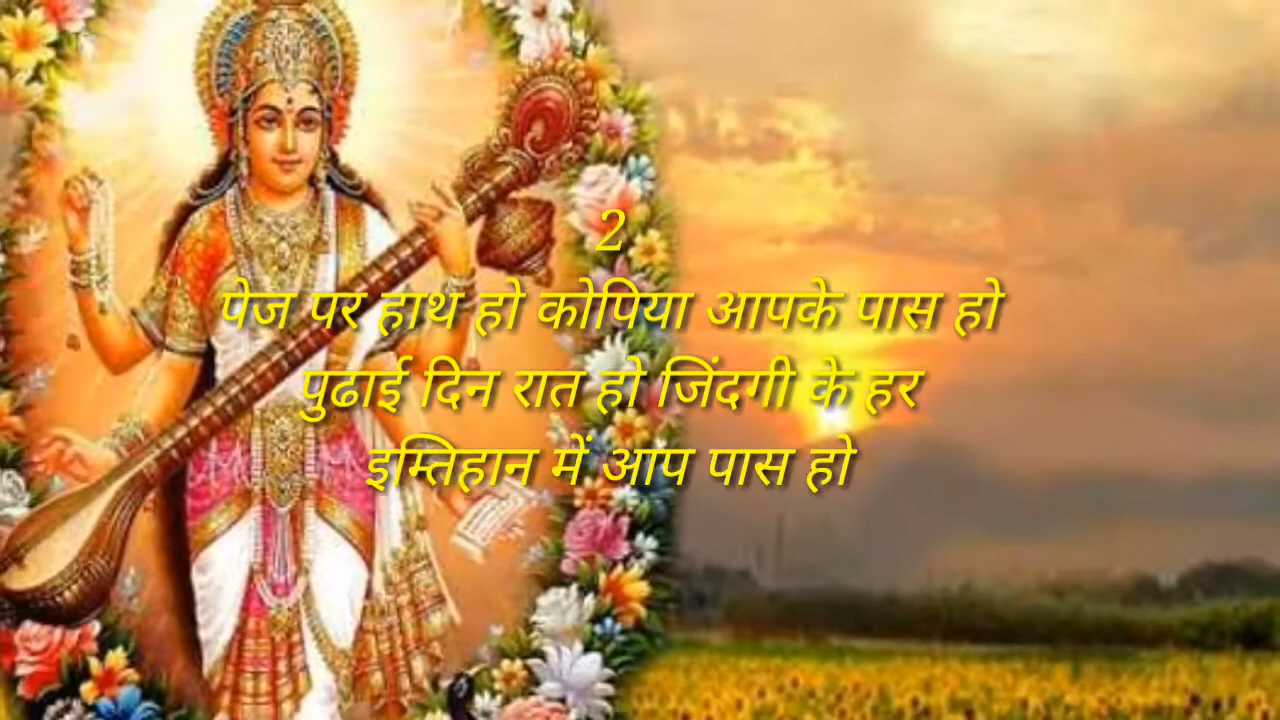 2
पेज पर हाथ हो कोपिया आपके पास हो
पुढाई दिन रात हो जिंदगी के हर
इम्तिहान में आप पास हो